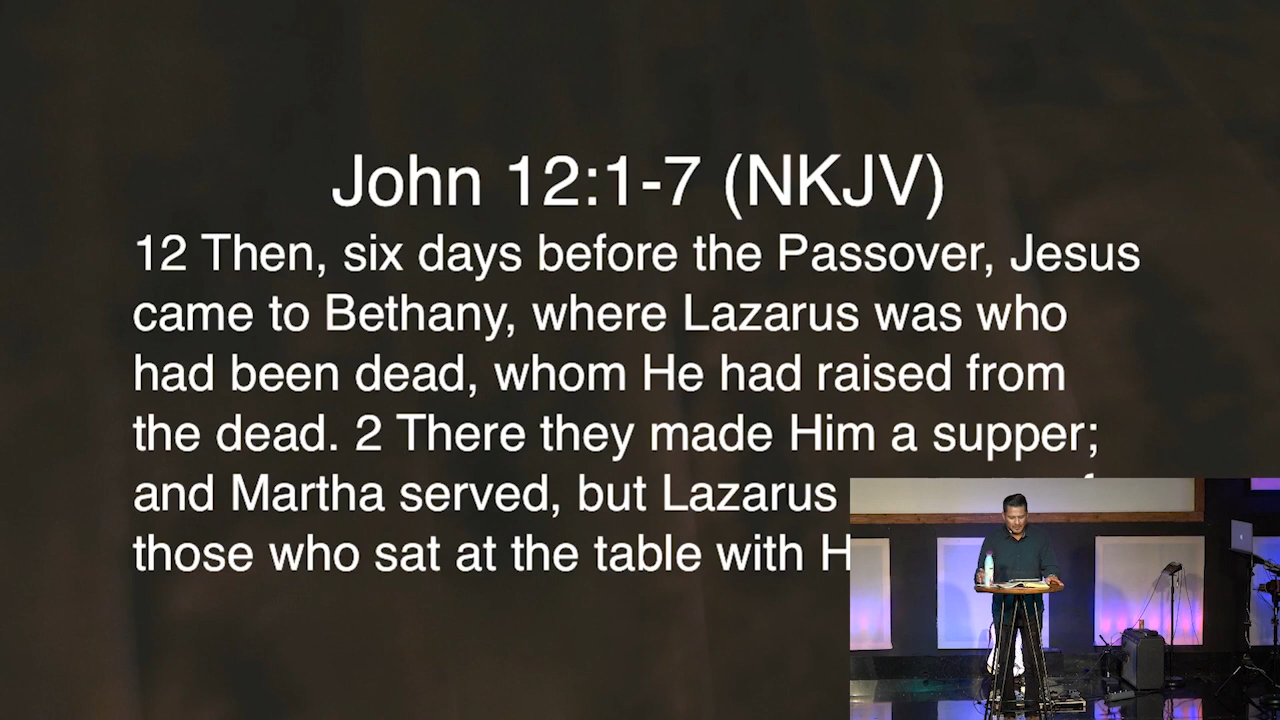 John 12:1-7 (NKJV)
12 Then, six days before the Passover, Jesus
came to Bethany, where Lazarus was who
had been dead, whom He had raised from
the dead. 2 There they made Him a supper;
and Martha served, but Lazarus
those who sat at the table with H